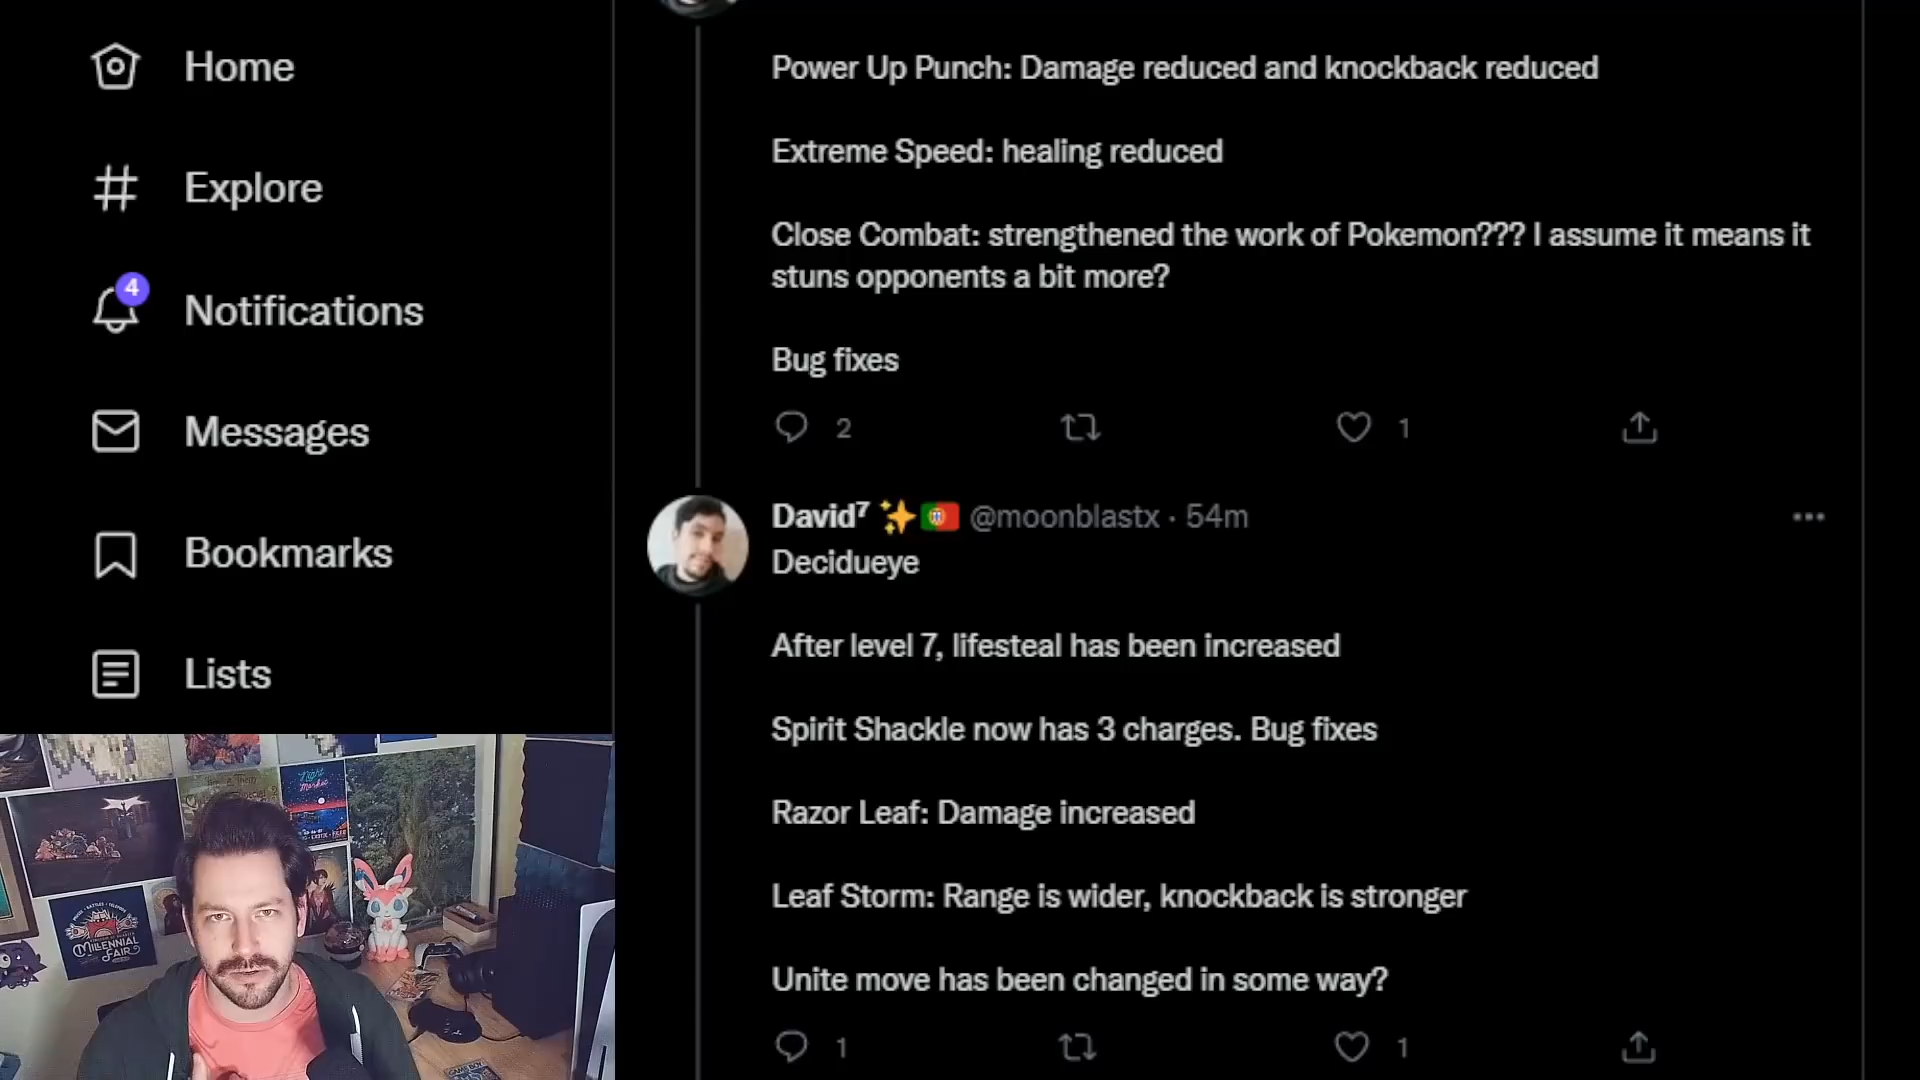 Home
Explore
4
Notifications
Messages
Bookmarks
Lists
Power Up Punch: Damage reduced and knockback reduced
Extreme Speed: healing reduced
Close Combat: strengthened the work of Pokemon??? I assume it means it
stuns opponents a bit more?
Bug fixes
2
1
David⁷ ✨🇵🇹 @moonblastx · 54m
Decidueye
After level 7, lifesteal has been increased
Spirit Shackle now has 3 charges. Bug fixes
Razor Leaf: Damage increased
Leaf Storm: Range is wider, knockback is stronger
Unite move has been changed in some way?
1
1
Night
Market
MILLENNIAL
FAIR